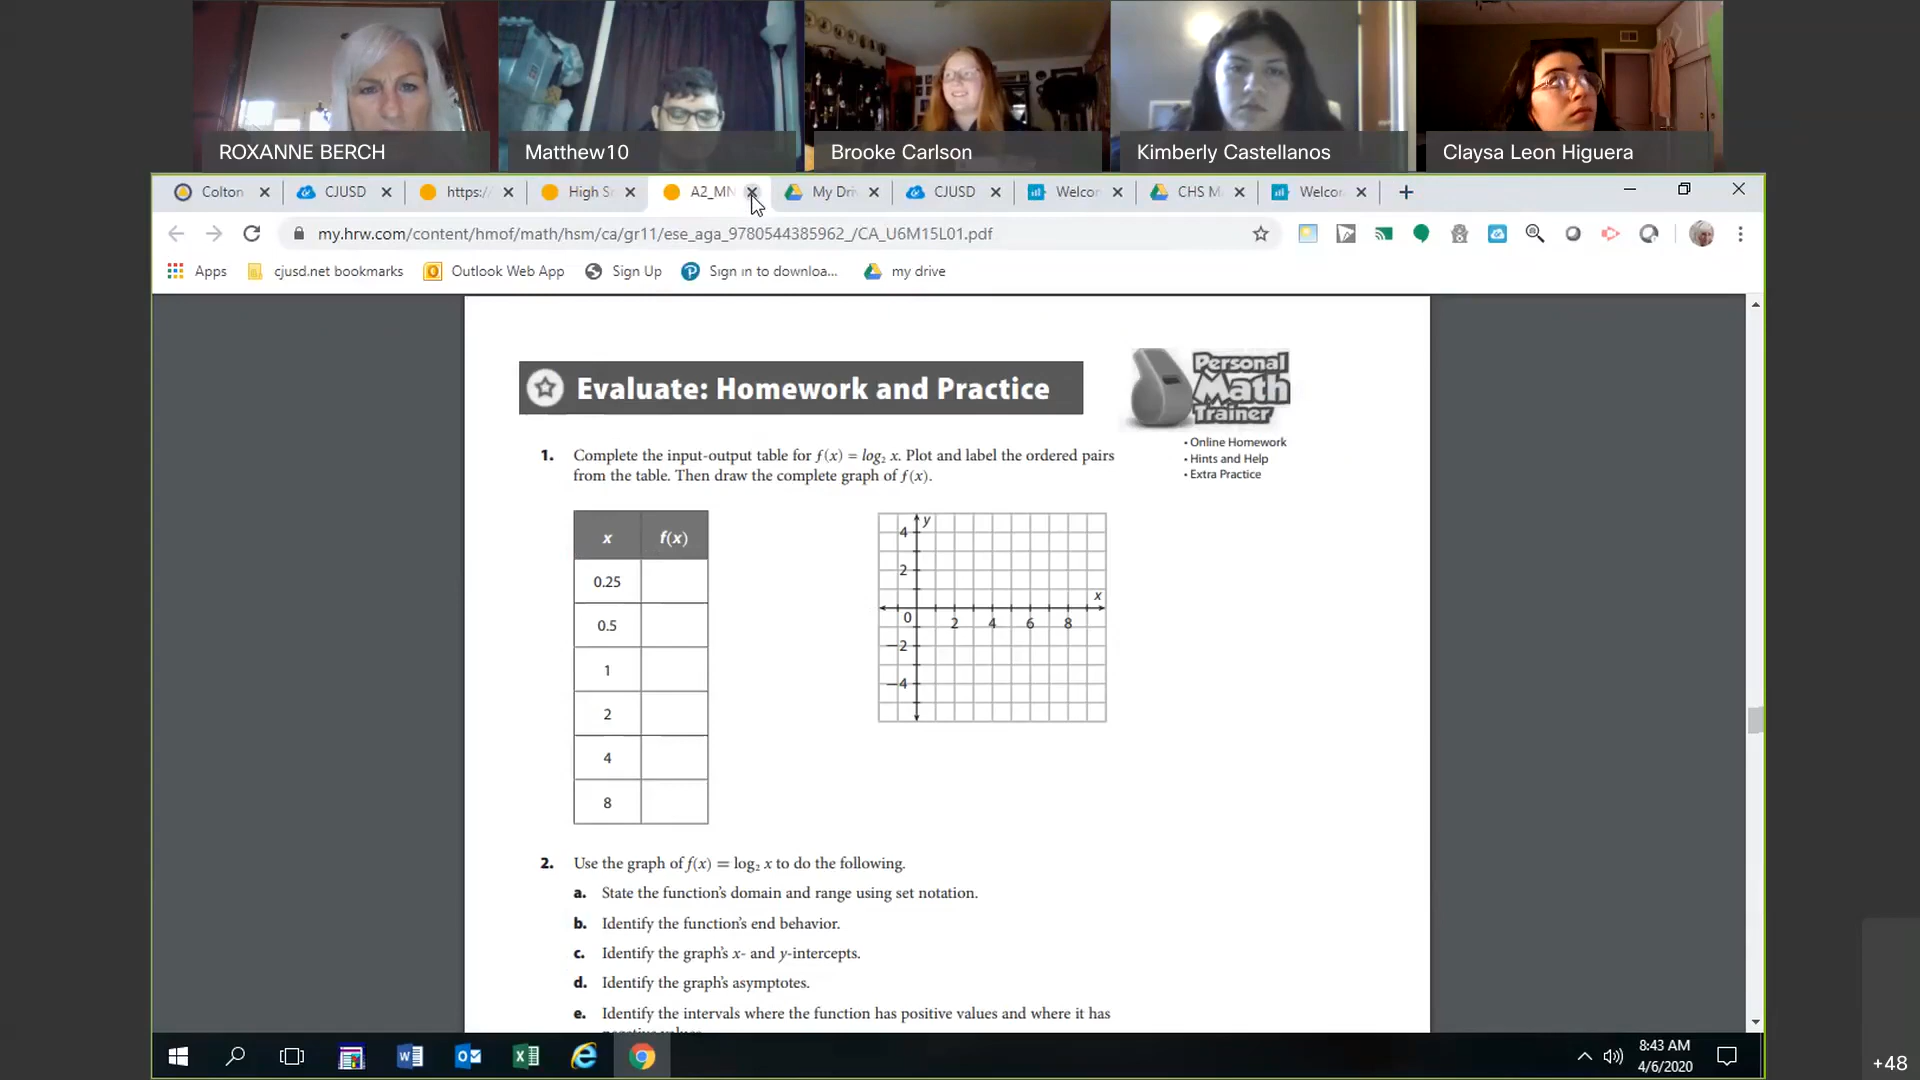 ROXANNE BERCH
Matthew10
Brooke Carlson
Kimberly Castellanos
Claysa Leon Higuera
Colton
CJUSD
https:/
High S
A2_MN
My Dri
CJUSD
Welcor
CHS M
Welcor
my.hrw.com/content/hmof/math/hsm/ca/gr11/ese_aga_9780544385962_/CA_U6M15L01.pdf
Apps
cjusd.net bookmarks
Outlook Web App
Sign Up
Sign in to downloa...
my drive
Evaluate: Homework and Practice
Personal
Math
Trainer
• Online Homework
• Hints and Help
• Extra Practice
1. Complete the input-output table for f(x) = log₂ x. Plot and label the ordered pairs
from the table. Then draw the complete graph of f(x).
x f(x)
0.25
0.5
1
2
4
8
y
4
2
x
0 2 4 6 8
−2
−4
2. Use the graph of f(x) = log₂ x to do the following.
a. State the function's domain and range using set notation.
b. Identify the function's end behavior.
c. Identify the graph's x- and y-intercepts.
d. Identify the graph's asymptotes.
e. Identify the intervals where the function has positive values and where it has
negative values.
8:43 AM
4/6/2020
+48